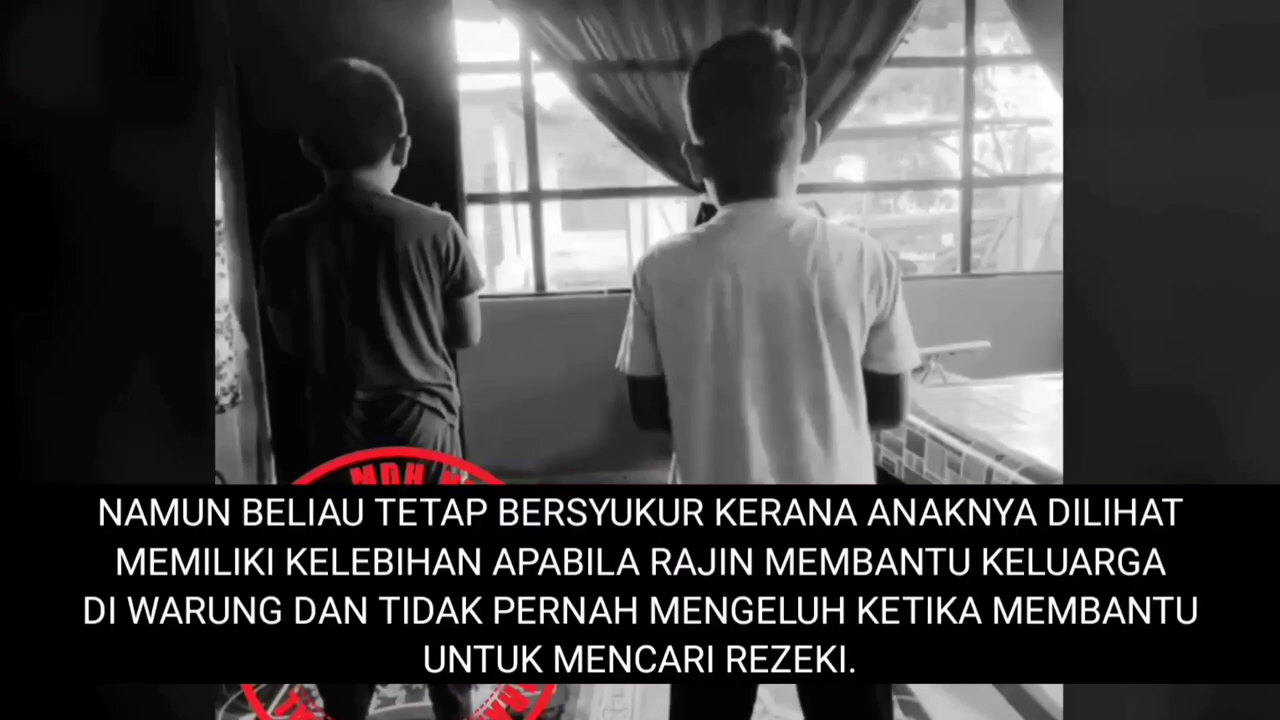 MDH
NAMUN BELIAU TETAP BERSYUKUR KERANA ANAKNYA DILIHAT
MEMILIKI KELEBIHAN APABILA RAJIN MEMBANTU KELUARGA
DI WARUNG DAN TIDAK PERNAH MENGELUH KETIKA MEMBANTU
UNTUK MENCARI REZEKI.